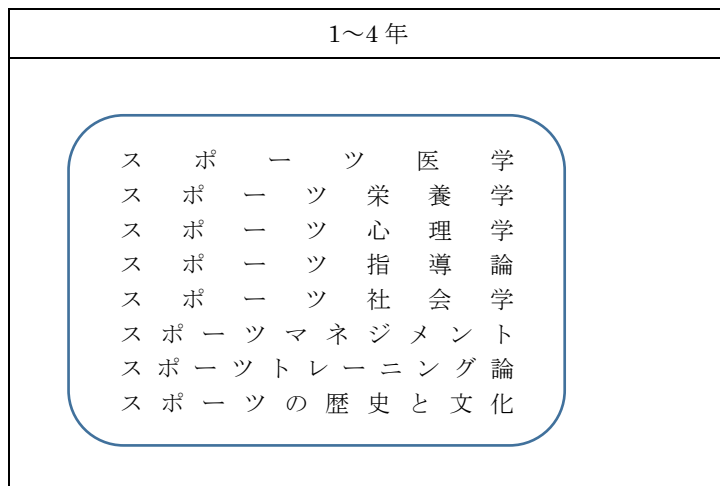 1～4年
スポーツ医学
スポーツ栄養学
スポーツ心理学
スポーツ指導論
スポーツ社会学
スポーツマネジメント
スポーツトレーニング論
スポーツの歴史と文化